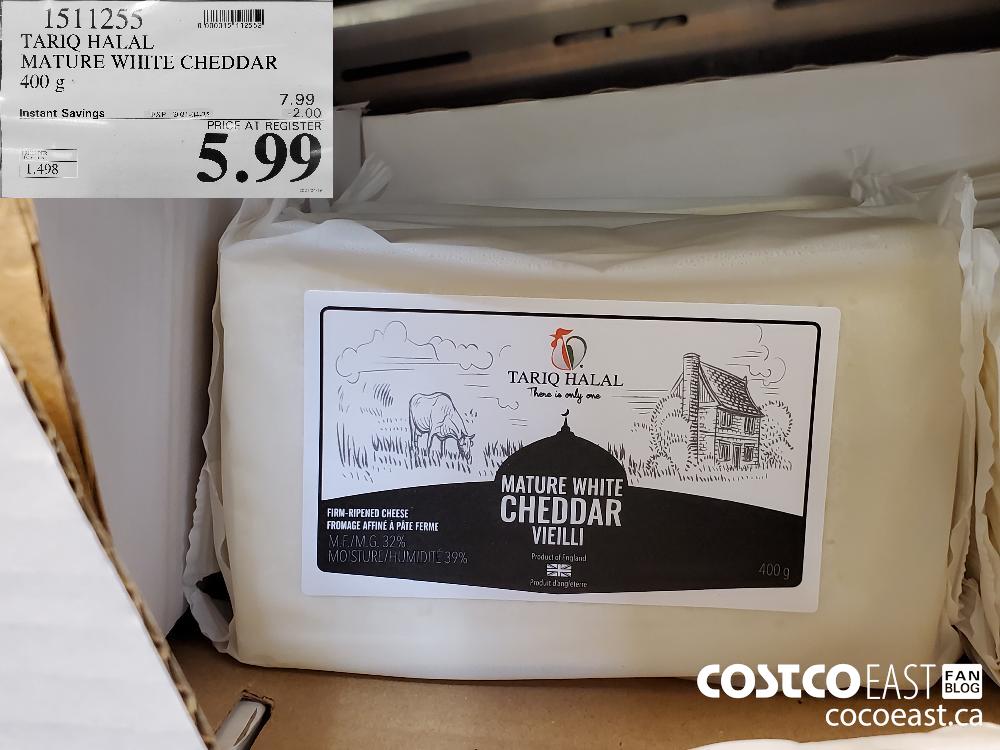 1511255
TARIQ HALAL
MATURE WHITE CHEDDAR
400 g
7.99
Instant Savings
-2.00
PRICE AT REGISTER
5.99
1.498
TARIQ HALAL
There is only one
MATURE WHITE
CHEDDAR
VIEILLI
FIRM-RIPENED CHEESE
FROMAGE AFFINÉ À PÂTE FERME
M.F./M.G. 32%
MOISTURE/HUMIDITÉ 39%
Product of England
Produit d'angleterre
400 g
COSTCO EAST FAN BLOG
cocoeast.ca